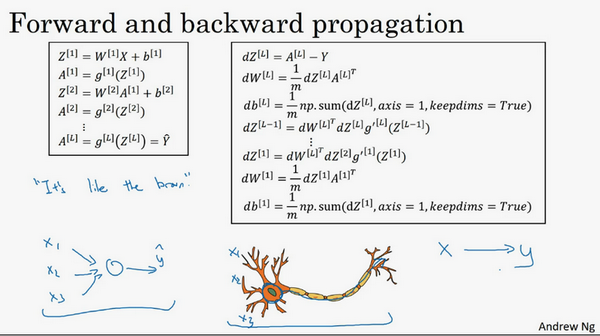 Forward and backward propagation
Z^[1] = W^[1]X + b^[1]
A^[1] = g^[1](Z^[1])
Z^[2] = W^[2]A^[1] + b^[2]
A^[2] = g^[2](Z^[2])
⋮
A^[L] = g^[L](Z^[L]) = Ŷ
dZ^[L] = A^[L] − Y
dW^[L] = 1/m dZ^[L]A^[L]^T
db^[L] = 1/m np.sum(dZ^[L], axis = 1, keepdims = True)
dZ^[L−1] = dW^[L]^T dZ^[L]g′^[L](Z^[L−1])
⋮
dZ^[1] = dW^[L]^T dZ^[2]g′^[1](Z^[1])
dW^[1] = 1/m dZ^[1]A^[1]^T
db^[1] = 1/m np.sum(dZ^[1], axis = 1, keepdims = True)
"It's like the brain"
x₁
x₂
x₃
ŷ
x₁
x₂
x₃
x → y
Andrew Ng